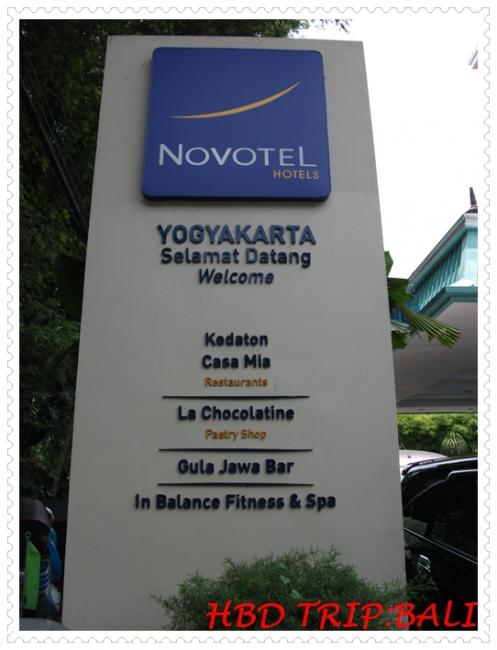 NOVOTEL
HOTELS
YOGYAKARTA
Selamat Datang
Welcome
Kedaton
Casa Mia
Restaurants
La Chocolatine
Pastry Shop
Gula Jawa Bar
In Balance Fitness & Spa
HBD TRIP.BALI